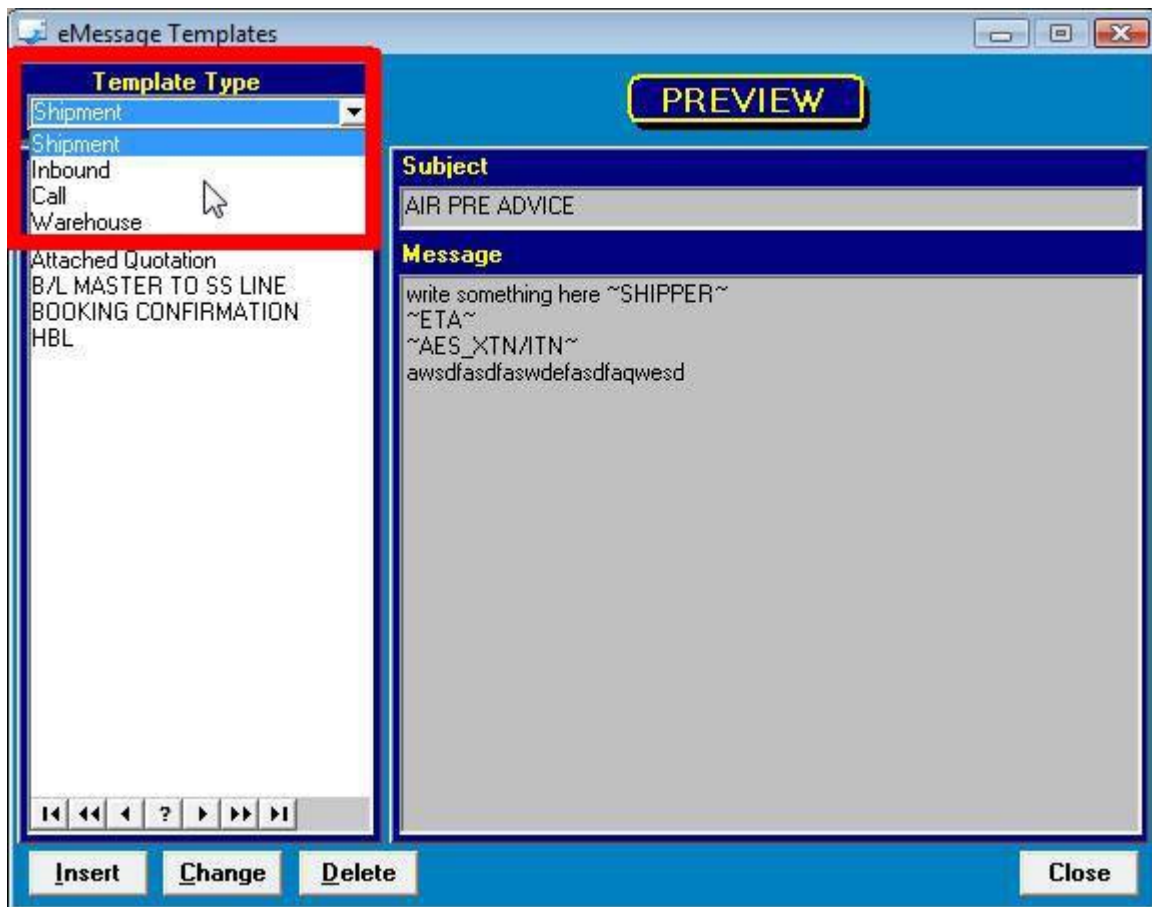 eMessage Templates
Template Type
Shipment
Shipment
Inbound
Call
Warehouse
Attached Quotation
B/L MASTER TO SS LINE
BOOKING CONFIRMATION
HBL
PREVIEW
Subject
AIR PRE ADVICE
Message
write something here ~SHIPPER~
~ETA~
~AES_XTN/ITN~
awsdfasdfaswdefasdfaqwesd
?
Insert Change Delete Close